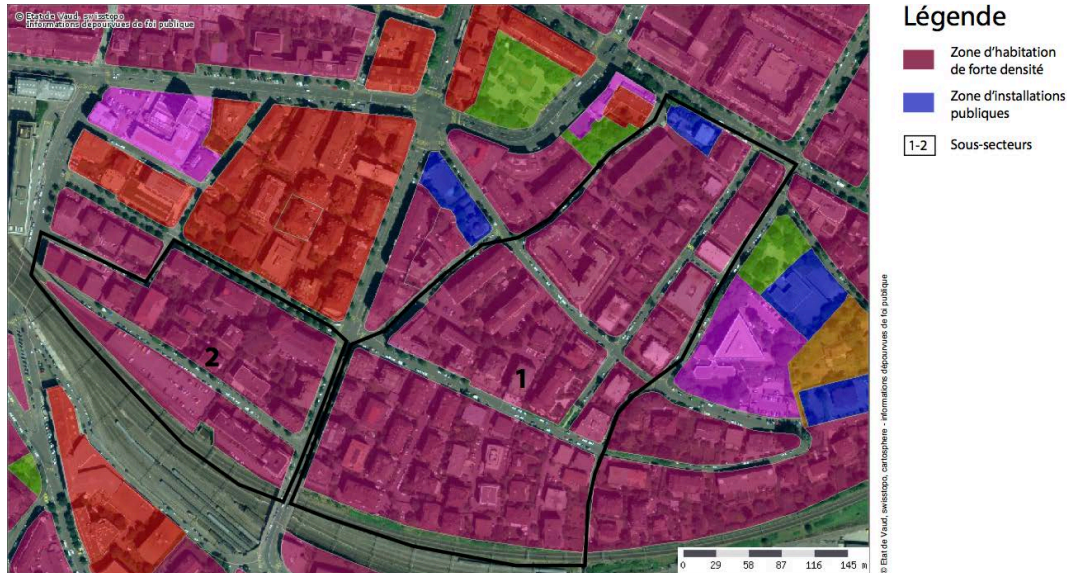 © Etat de Vaud, swisstopo
Informations dépourvues de foi publique
Légende
Zone d'habitation
de forte densité
Zone d'installations
publiques
1-2 Sous-secteurs
2
1
0 29 58 87 116 145 m
© Etat de Vaud, swisstopo, cartosphere - informations dépourvues de foi publique